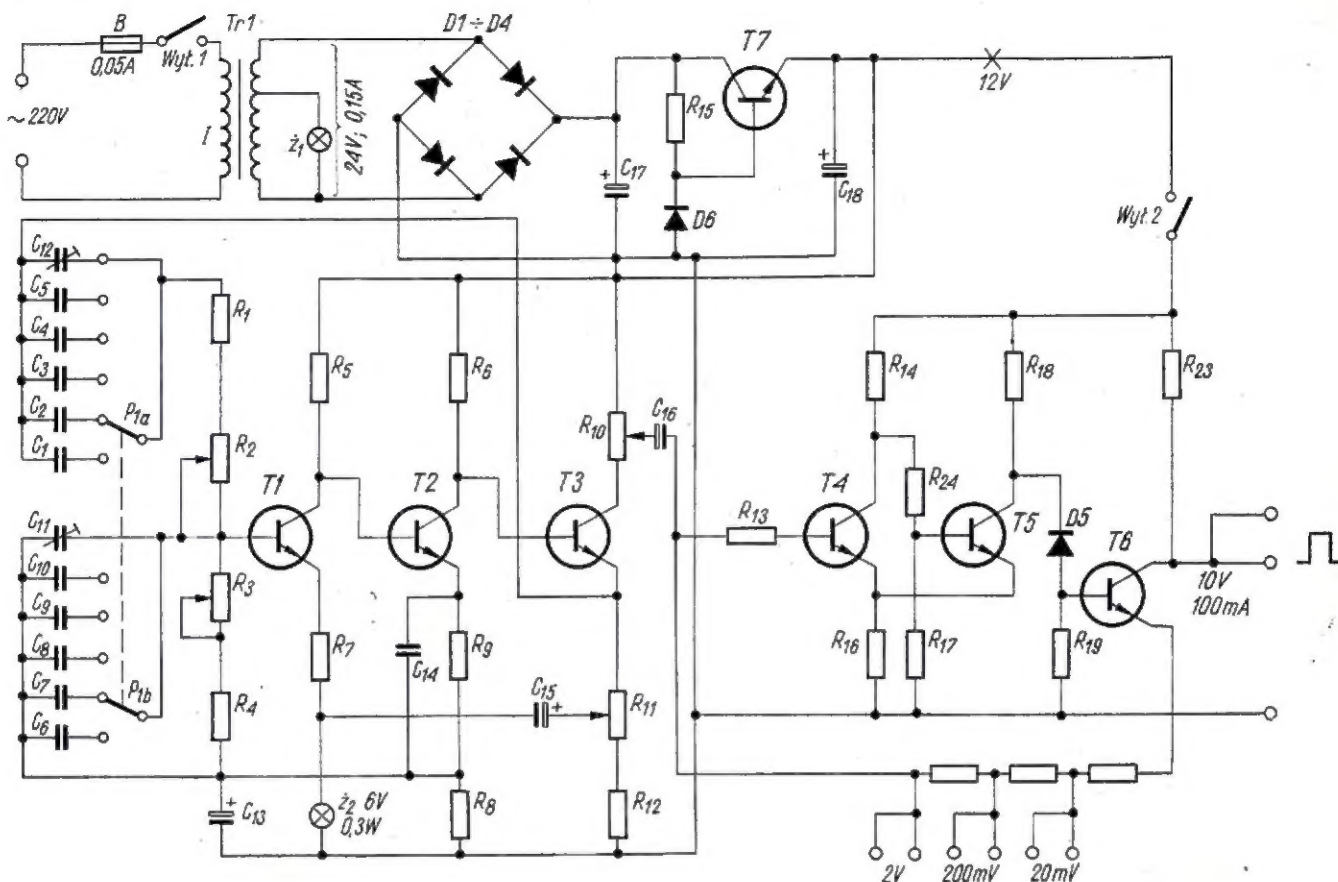 B
0,05A
Wył.1
Tr1
D1÷D4
T7
~220V
I
ż1
24V; 0,15A
R15
12V
C17
+
C18
+
D6
Wył.2
C12
C5
C4
C3
C2
C1
P1a
R1
R2
R5
R6
R10
C16
R14
R18
R23
C11
C10
C9
C8
C7
C6
P1b
R3
R4
T1
T2
T3
R13
T4
R24
T5
D5
T6
10V
100mA
R7
C14
R9
C15
+
R11
R16
R17
R19
C13
+
ż2 6V
0,3W
R8
R12
2V
200mV
20mV